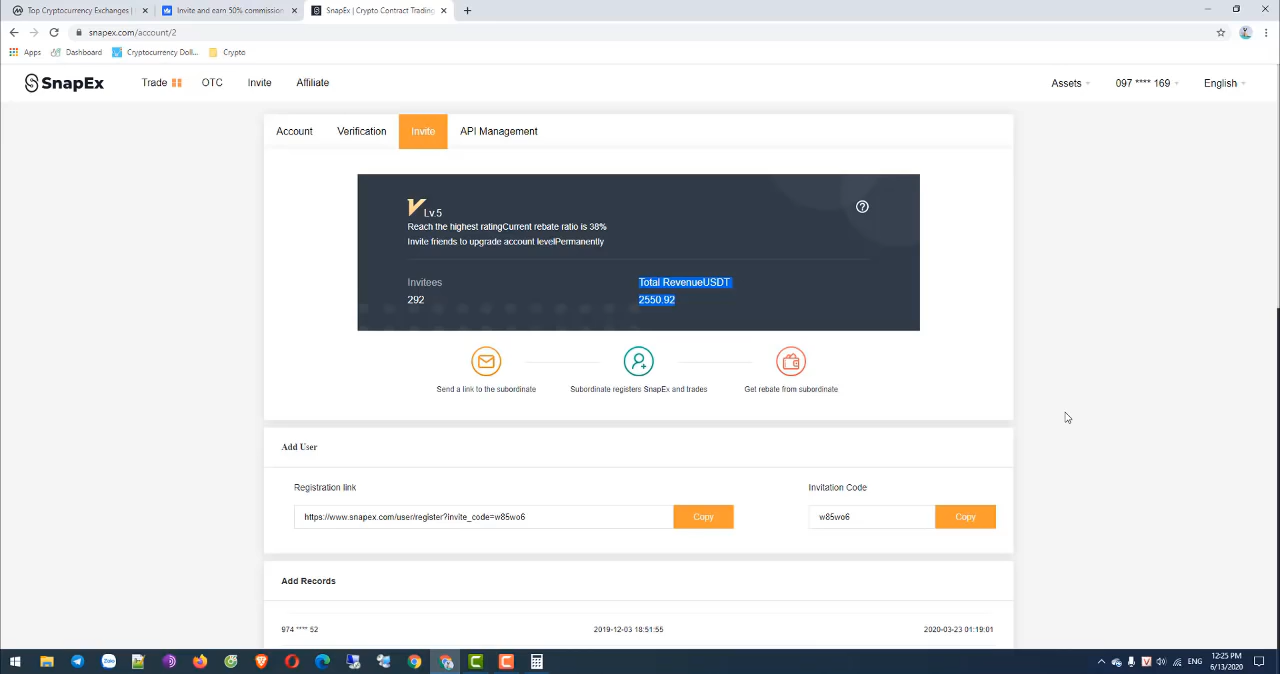 Top Cryptocurrency Exchanges |
Invite and earn 50% commission
SnapEx | Crypto Contract Trading
snapex.com/account/2
Apps Dashboard Cryptocurrency Doll... Crypto
SnapEx Trade OTC Invite Affiliate Assets 097 **** 169 English
Account Verification Invite API Management
V Lv.5
Reach the highest ratingCurrent rebate ratio is 38%
Invite friends to upgrade account levelPermanently
Invitees Total RevenueUSDT
292 2550.92
Send a link to the subordinate Subordinate registers SnapEx and trades Get rebate from subordinate
Add User
Registration link Invitation Code
https://www.snapex.com/user/register?invite_code=w85wo6 Copy w85wo6 Copy
Add Records
974 **** 52 2019-12-03 18:51:55 2020-03-23 01:19:01
Zalo ENG 12:25 PM
6/13/2020